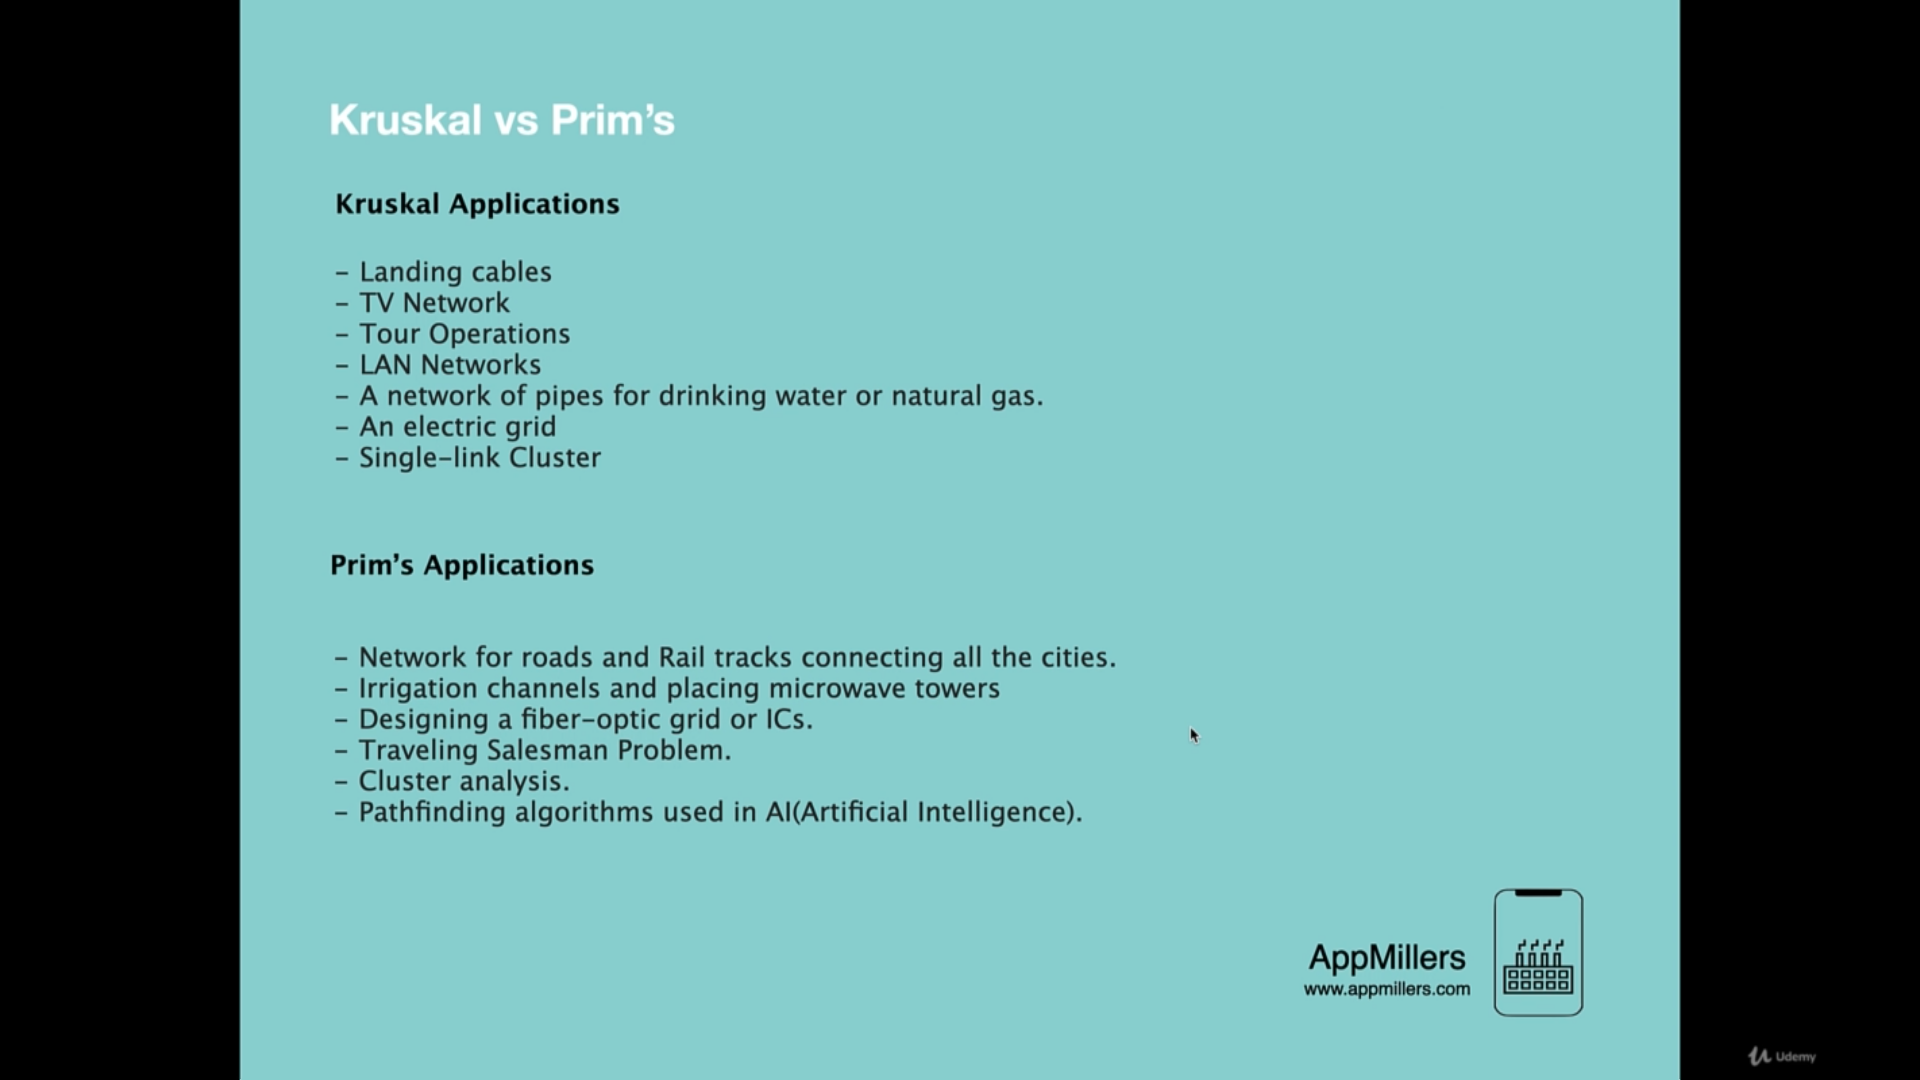 Kruskal vs Prim’s
Kruskal Applications
– Landing cables
– TV Network
– Tour Operations
– LAN Networks
– A network of pipes for drinking water or natural gas.
– An electric grid
– Single–link Cluster
Prim’s Applications
– Network for roads and Rail tracks connecting all the cities.
– Irrigation channels and placing microwave towers
– Designing a fiber–optic grid or ICs.
– Traveling Salesman Problem.
– Cluster analysis.
– Pathfinding algorithms used in AI(Artificial Intelligence).
AppMillers
www.appmillers.com
Udemy